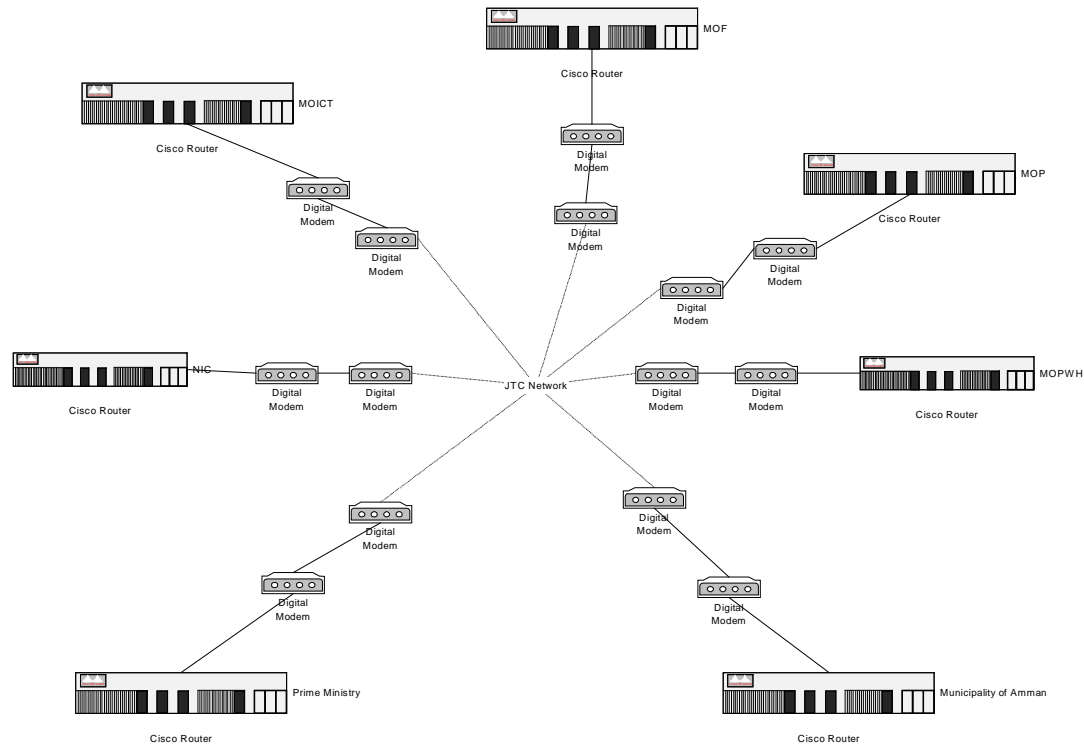 MOF
Cisco Router
MOICT
Cisco Router
Digital
Modem
MOP
Cisco Router
Digital
Modem
Digital
Modem
Digital
Modem
Digital
Modem
Digital
Modem
NIC
JTC Network
MOPWH
Digital
Modem
Digital
Modem
Digital
Modem
Digital
Modem
Cisco Router
Cisco Router
Digital
Modem
Digital
Modem
Digital
Modem
Digital
Modem
Prime Ministry
Municipality of Amman
Cisco Router
Cisco Router